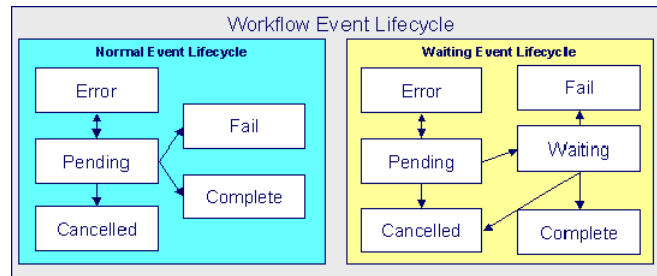 Workflow Event Lifecycle
Normal Event Lifecycle
Error
Fail
Pending
Complete
Cancelled
Waiting Event Lifecycle
Error
Fail
Pending
Waiting
Cancelled
Complete